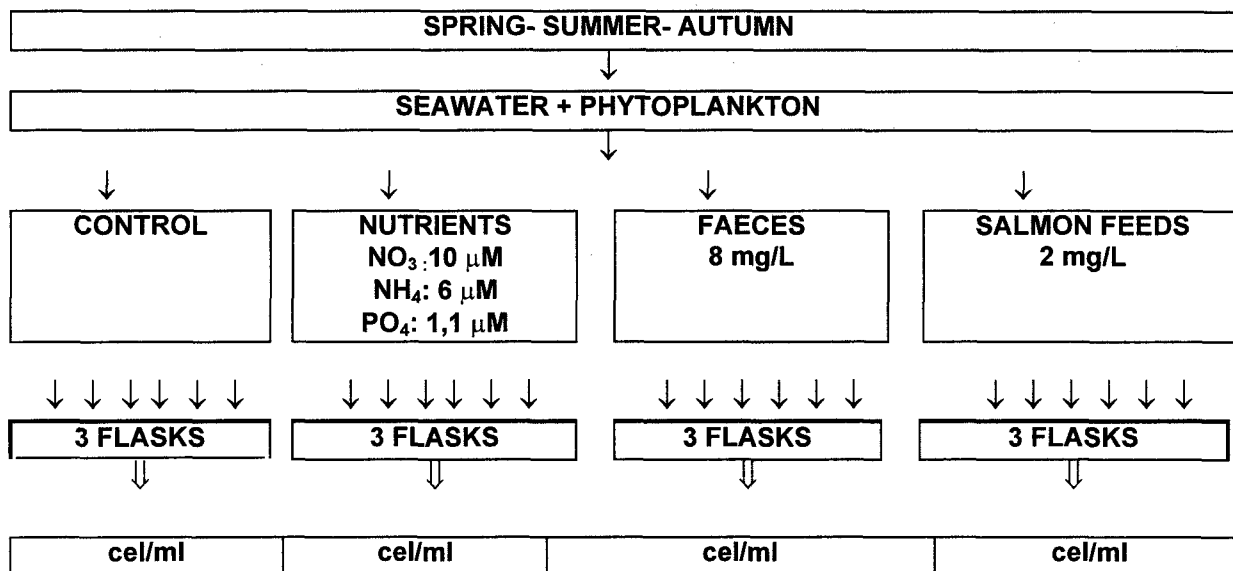 SPRING- SUMMER- AUTUMN
SEAWATER + PHYTOPLANKTON
CONTROL
NUTRIENTS
NO₃ : 10 μM
NH₄: 6 μM
PO₄: 1,1 μM
FAECES
8 mg/L
SALMON FEEDS
2 mg/L
3 FLASKS
3 FLASKS
3 FLASKS
3 FLASKS
cel/ml
cel/ml
cel/ml
cel/ml